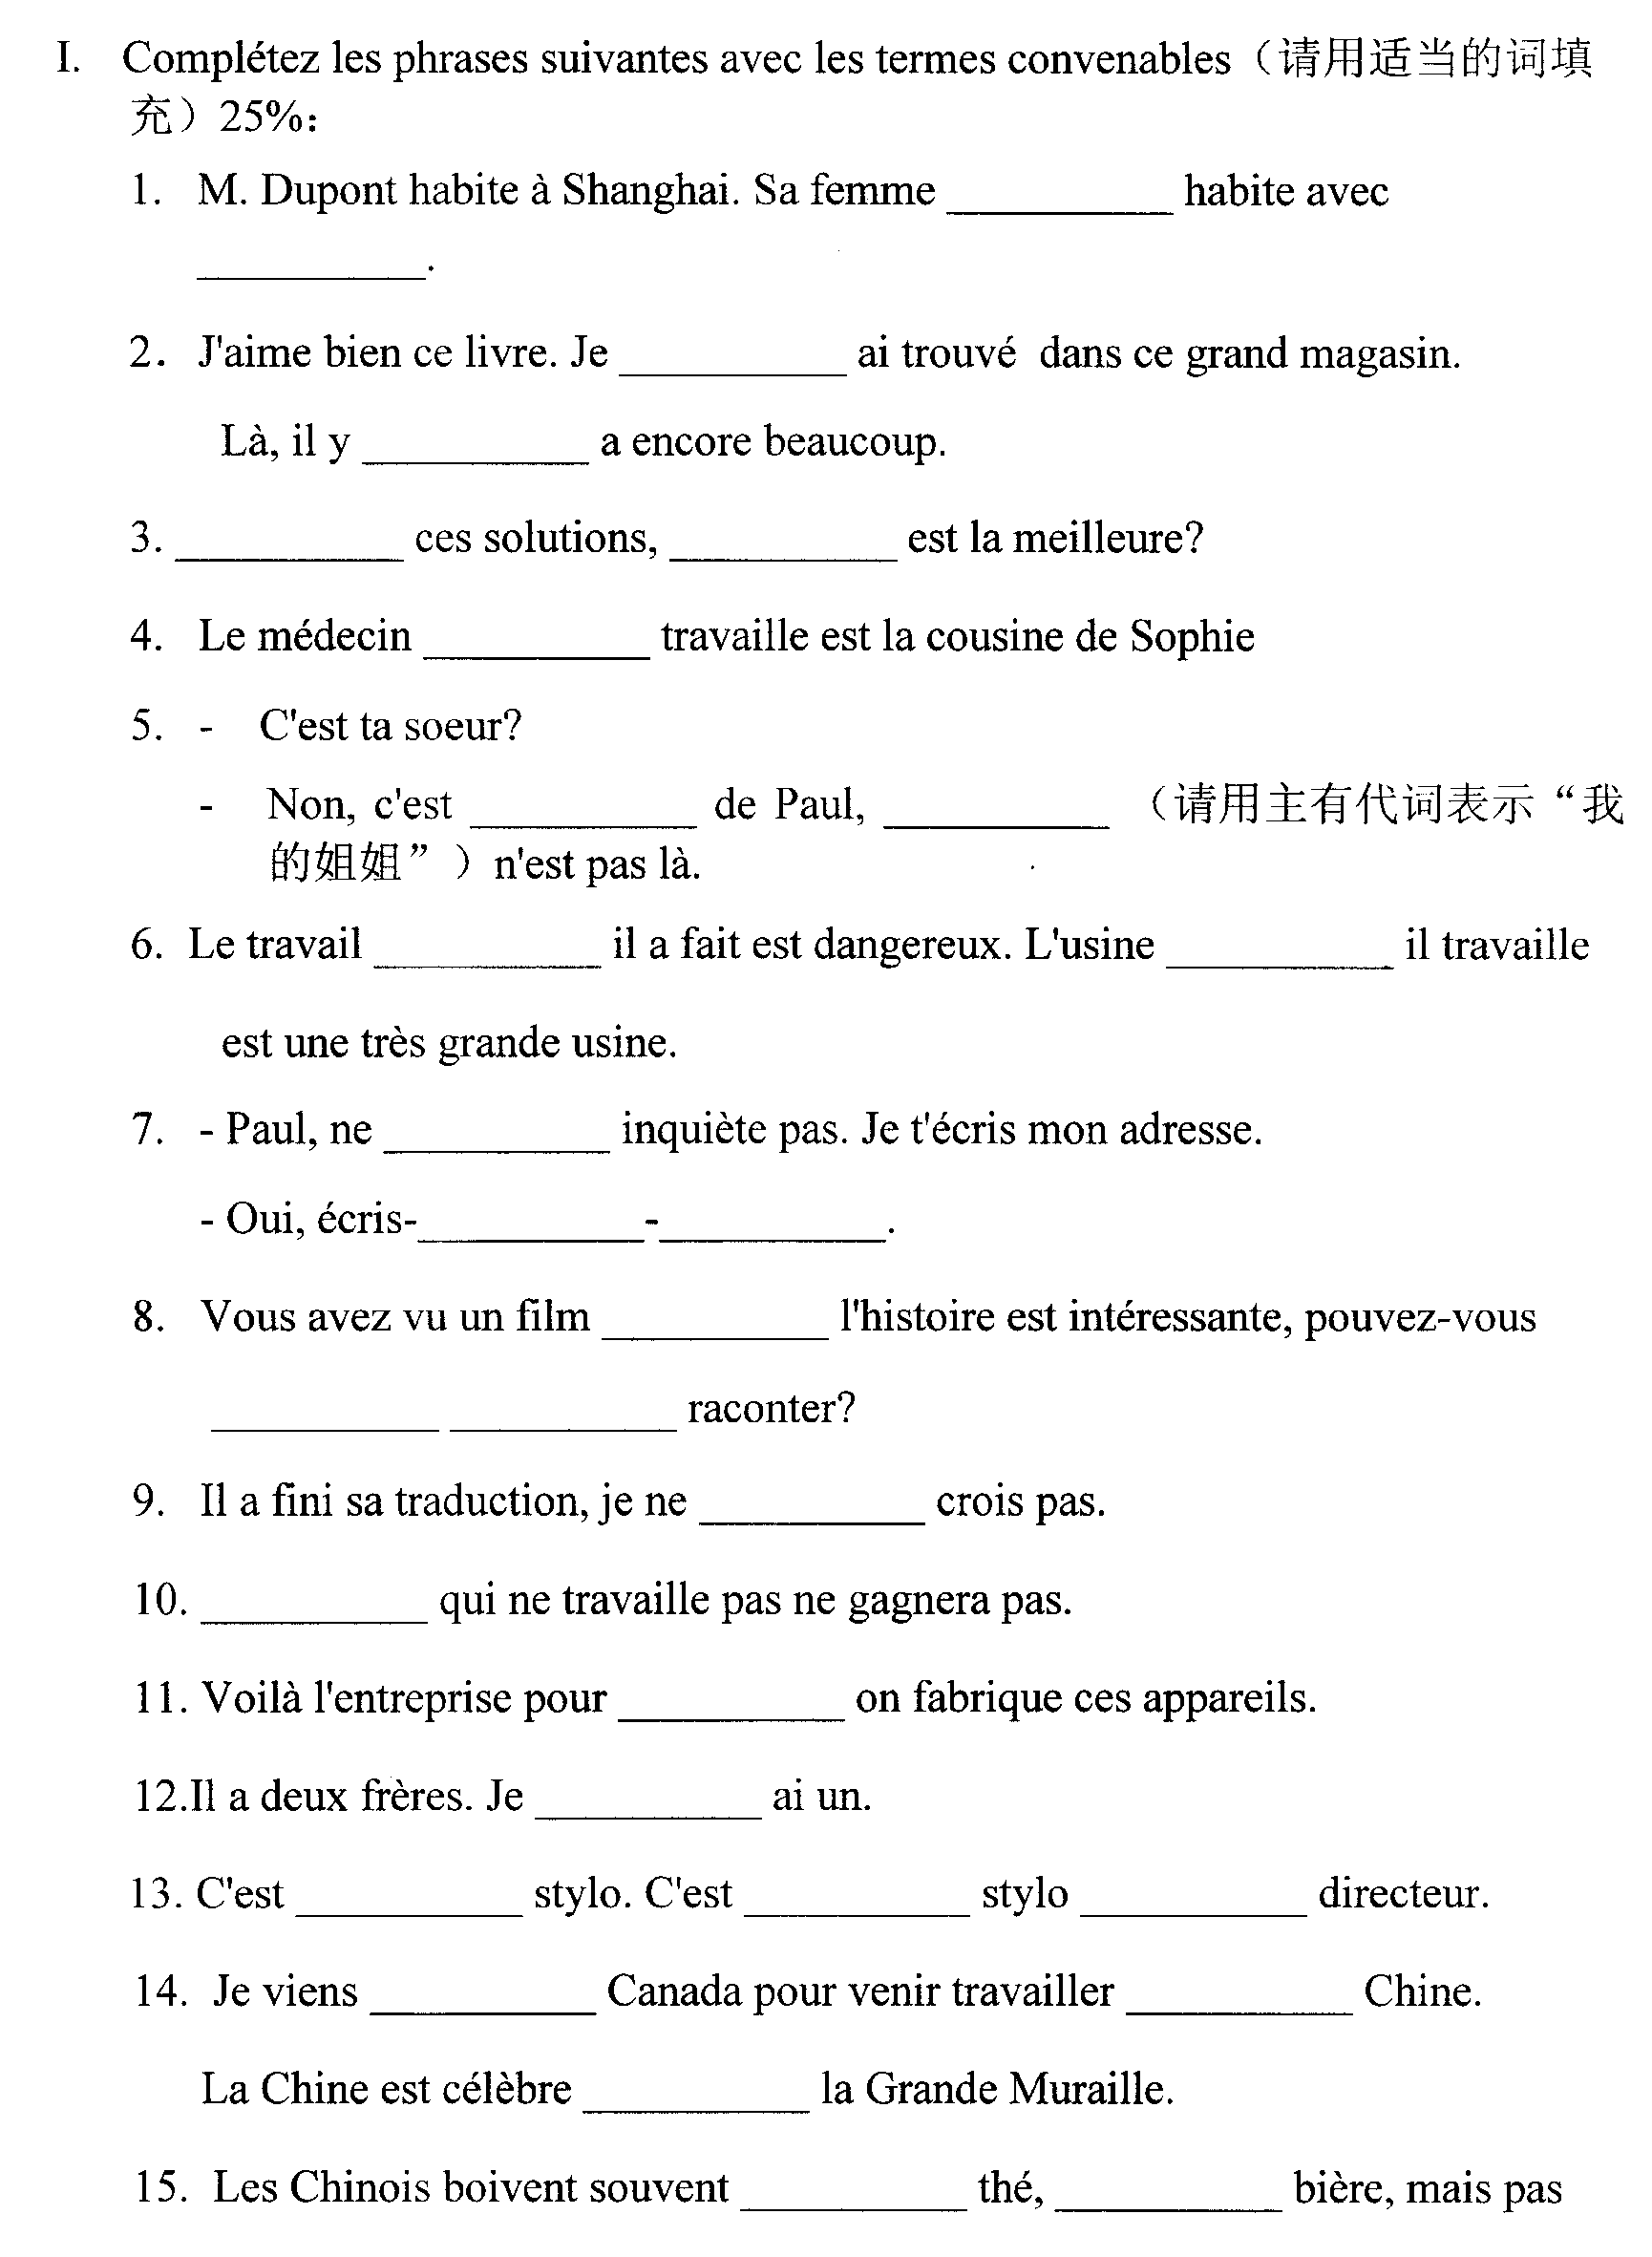 I. Complétez les phrases suivantes avec les termes convenables（请用适当的词填
充）25%:
1. M. Dupont habite à Shanghai. Sa femme __________ habite avec
__________.
2. J'aime bien ce livre. Je __________ ai trouvé dans ce grand magasin.
Là, il y __________ a encore beaucoup.
3. __________ ces solutions, __________ est la meilleure?
4. Le médecin __________ travaille est la cousine de Sophie
5. - C'est ta soeur?
- Non, c'est __________ de Paul, __________ （请用主有代词表示“我
的姐姐”）n'est pas là.
6. Le travail __________ il a fait est dangereux. L'usine __________ il travaille
est une très grande usine.
7. - Paul, ne __________ inquiète pas. Je t'écris mon adresse.
- Oui, écris-__________-__________.
8. Vous avez vu un film __________ l'histoire est intéressante, pouvez-vous
__________ __________ raconter?
9. Il a fini sa traduction, je ne __________ crois pas.
10. __________ qui ne travaille pas ne gagnera pas.
11. Voilà l'entreprise pour __________ on fabrique ces appareils.
12.Il a deux frères. Je __________ ai un.
13. C'est __________ stylo. C'est __________ stylo __________ directeur.
14. Je viens __________ Canada pour venir travailler __________ Chine.
La Chine est célèbre __________ la Grande Muraille.
15. Les Chinois boivent souvent __________ thé, __________ bière, mais pas